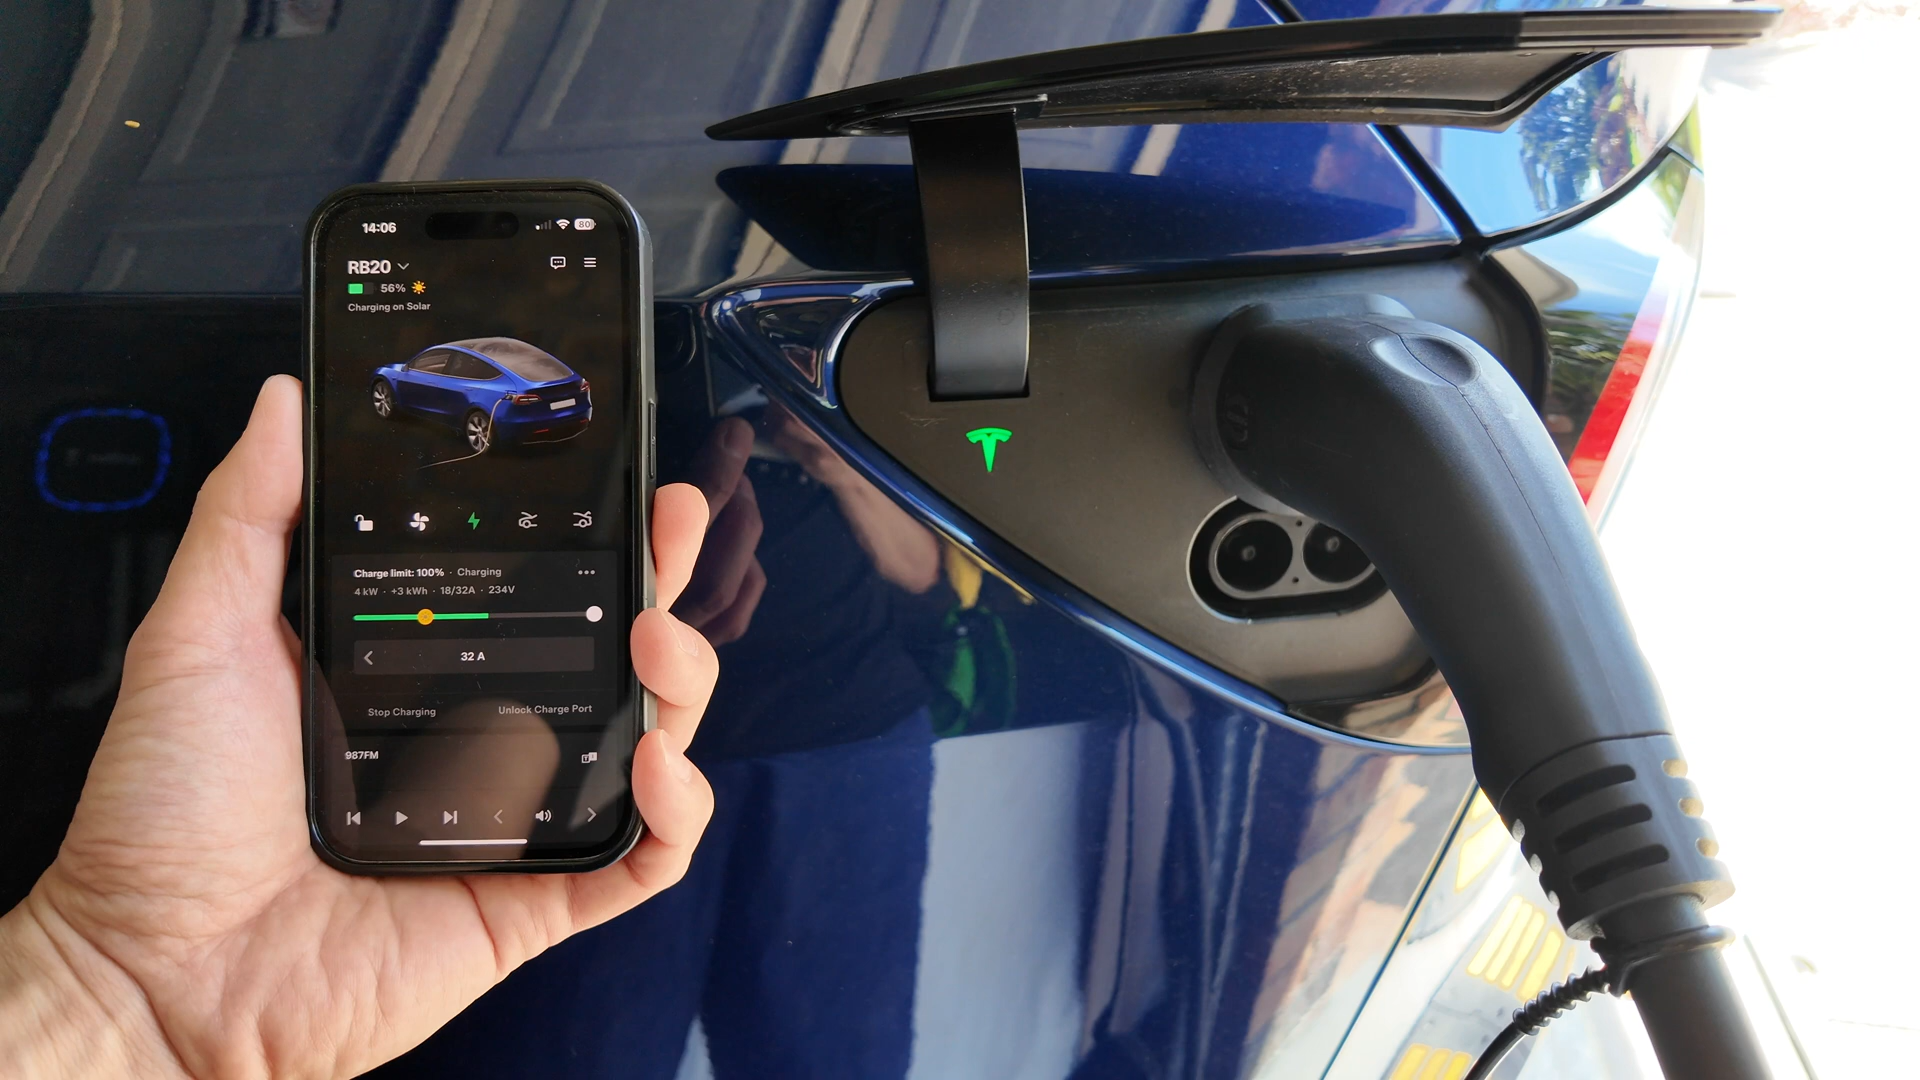 14:06
80
RB20
56%
Charging on Solar
Charge limit: 100% · Charging
4 kW · +3 kWh · 18/32A · 234V
32 A
Stop Charging
Unlock Charge Port
987FM